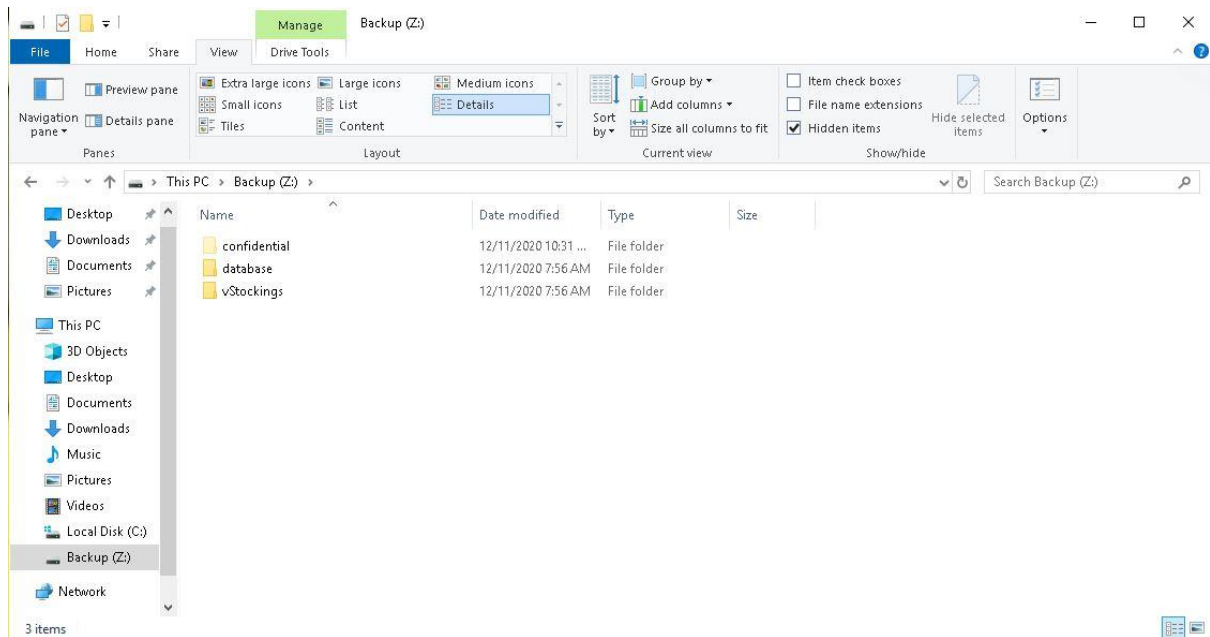 Manage Backup (Z:)
File Home Share View Drive Tools
Preview pane
Details pane
Navigation pane
Panes
Extra large icons Large icons Medium icons
Small icons List Details
Tiles Content
Layout
Sort by
Group by
Add columns
Size all columns to fit
Current view
Item check boxes
File name extensions
Hidden items
Hide selected items
Show/hide
Options
This PC > Backup (Z:) >
Search Backup (Z:)
Name Date modified Type Size
confidential 12/11/2020 10:31 ... File folder
database 12/11/2020 7:56 AM File folder
vStockings 12/11/2020 7:56 AM File folder
Desktop
Downloads
Documents
Pictures
This PC
3D Objects
Desktop
Documents
Downloads
Music
Pictures
Videos
Local Disk (C:)
Backup (Z:)
Network
3 items